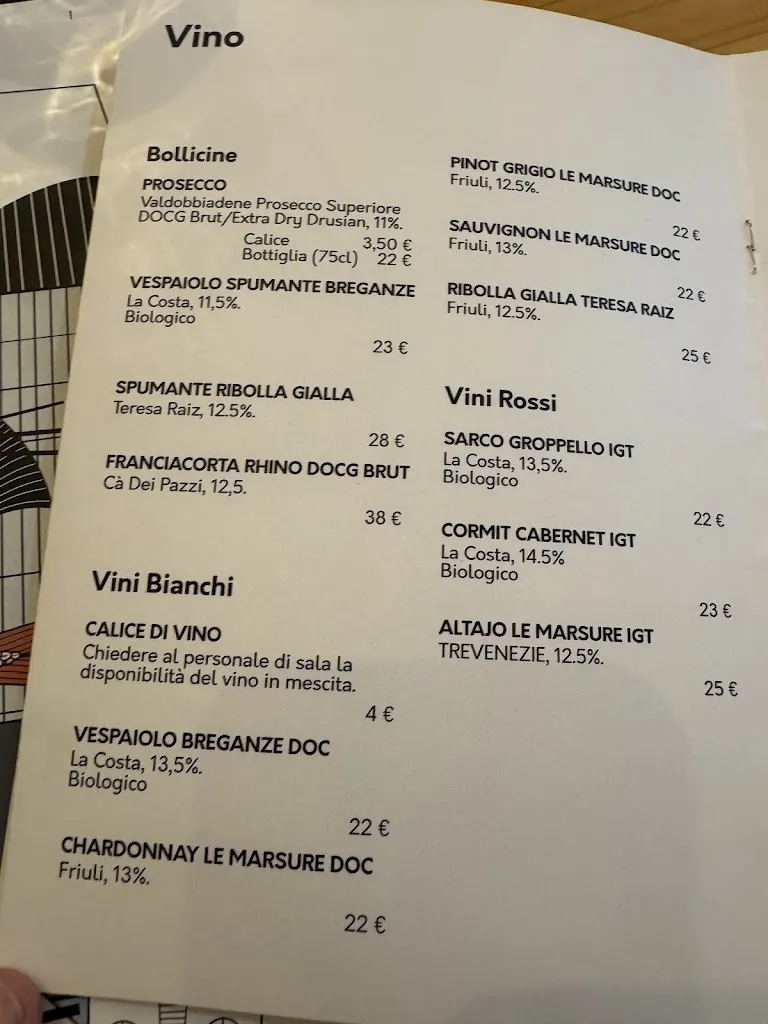 Vino
Bollicine
PROSECCO
Valdobbiadene Prosecco Superiore
DOCG Brut/Extra Dry Drusian, 11%.
Calice 3,50 €
Bottiglia (75cl) 22 €
VESPAIOLO SPUMANTE BREGANZE
La Costa, 11,5%.
Biologico
23 €
SPUMANTE RIBOLLA GIALLA
Teresa Raiz, 12.5%.
28 €
FRANCIACORTA RHINO DOCG BRUT
Cà Dei Pazzi, 12,5.
38 €
Vini Bianchi
CALICE DI VINO
Chiedere al personale di sala la
disponibilità del vino in mescita.
4 €
VESPAIOLO BREGANZE DOC
La Costa, 13,5%.
Biologico
22 €
CHARDONNAY LE MARSURE DOC
Friuli, 13%.
22 €
PINOT GRIGIO LE MARSURE DOC
Friuli, 12.5%.
22 €
SAUVIGNON LE MARSURE DOC
Friuli, 13%.
22 €
RIBOLLA GIALLA TERESA RAIZ
Friuli, 12.5%.
25 €
Vini Rossi
SARCO GROPPELLO IGT
La Costa, 13,5%.
Biologico
22 €
CORMIT CABERNET IGT
La Costa, 14.5%
Biologico
23 €
ALTAJO LE MARSURE IGT
TREVENEZIE, 12.5%.
25 €